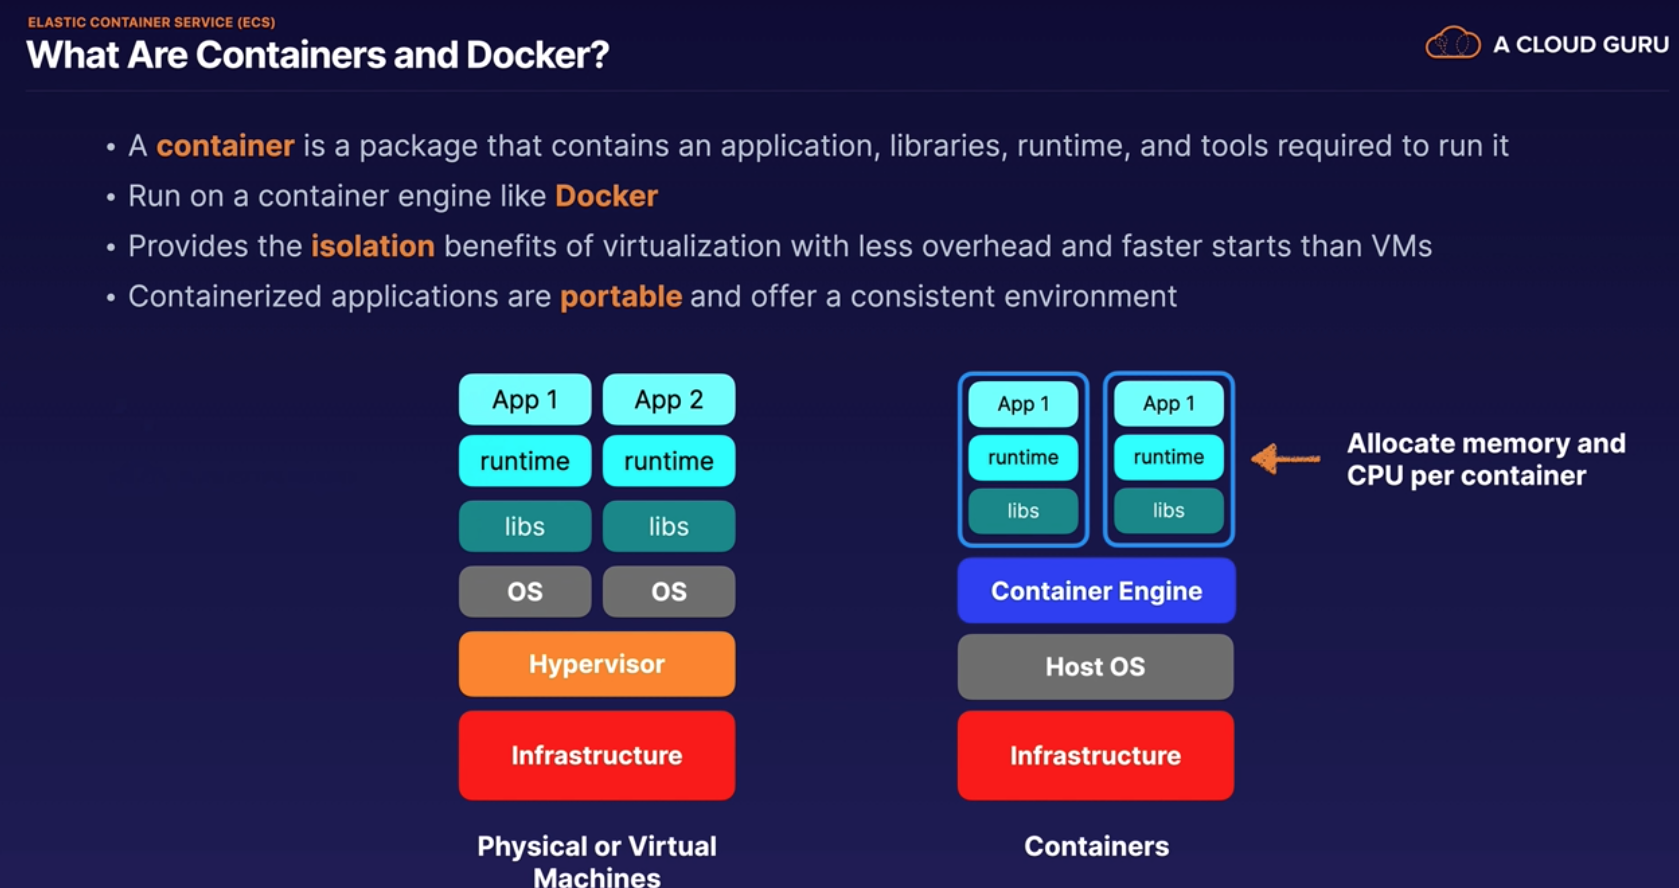 ELASTIC CONTAINER SERVICE (ECS)
What Are Containers and Docker?
A CLOUD GURU
• A container is a package that contains an application, libraries, runtime, and tools required to run it
• Run on a container engine like Docker
• Provides the isolation benefits of virtualization with less overhead and faster starts than VMs
• Containerized applications are portable and offer a consistent environment
App 1 App 2
runtime runtime
libs libs
OS OS
Hypervisor
Infrastructure
Physical or Virtual
Machines
App 1 App 1
runtime runtime
libs libs
Container Engine
Host OS
Infrastructure
Containers
Allocate memory and
CPU per container